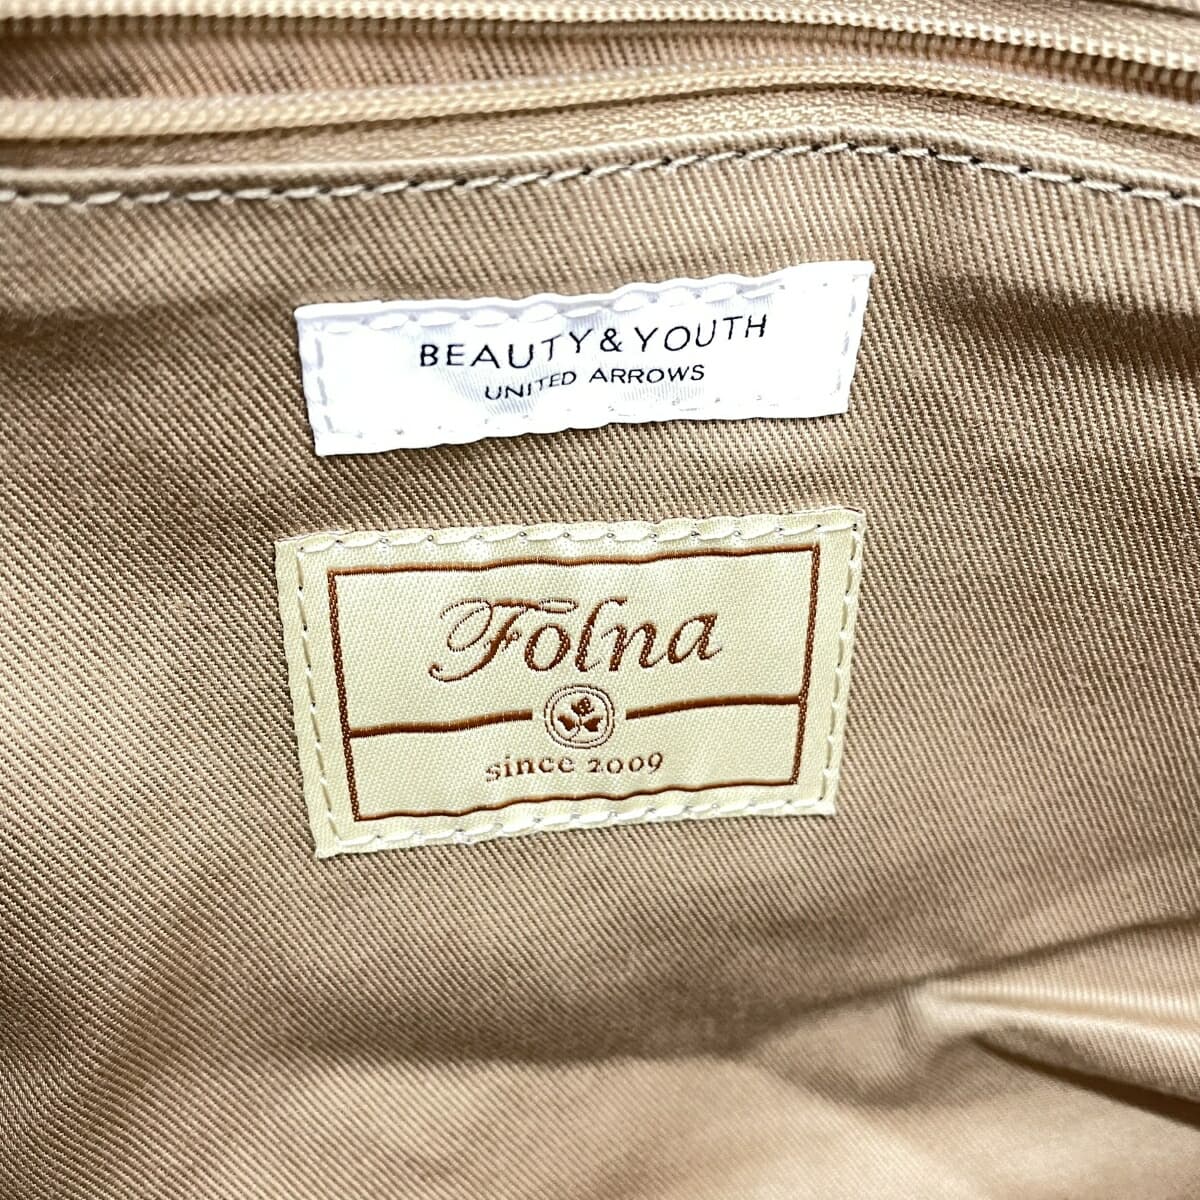 BEAUTY&YOUTH
UNITED ARROWS
Folna
since 2009